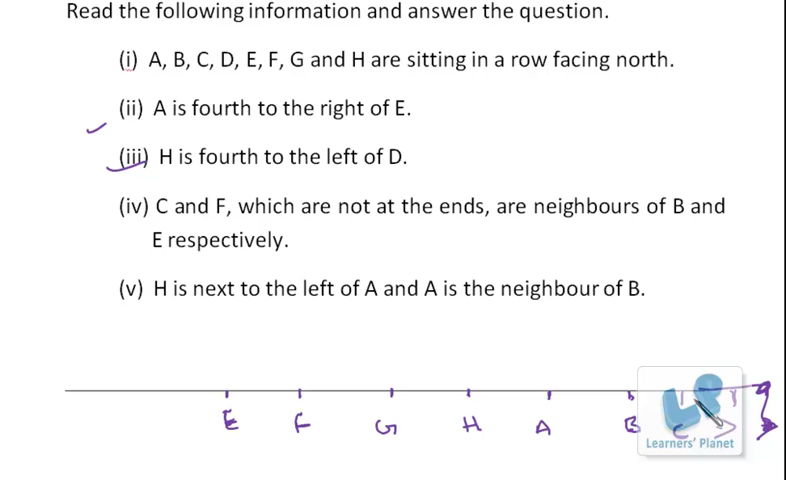 Read the following information and answer the question.
(i) A, B, C, D, E, F, G and H are sitting in a row facing north.
(ii) A is fourth to the right of E.
(iii) H is fourth to the left of D.
(iv) C and F, which are not at the ends, are neighbours of B and
E respectively.
(v) H is next to the left of A and A is the neighbour of B.
E F G H A B C
Learners' Planet